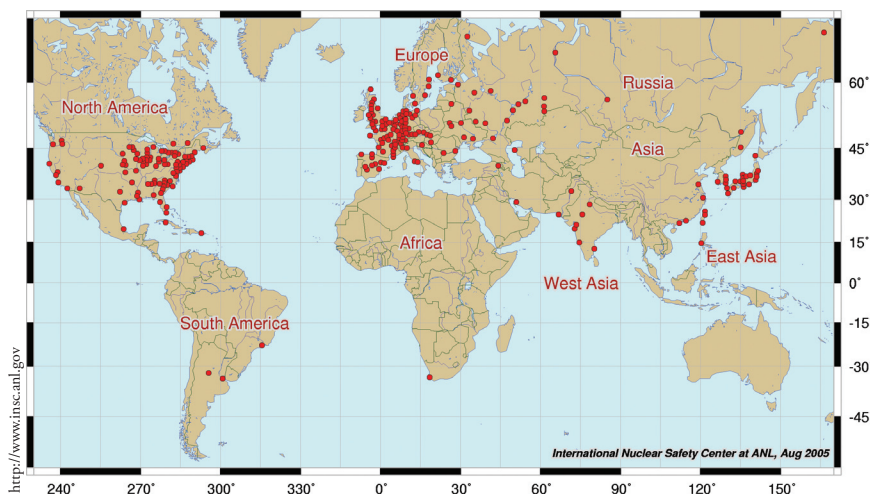 Europe
Russia
60˚
North America
Asia
45˚
30˚
Africa
East Asia
15˚
West Asia
0˚
South America
-15
-30
-45
http://www.insc.anl.gov
International Nuclear Safety Center at ANL, Aug 2005
240˚ 270˚ 300˚ 330˚ 0˚ 30˚ 60˚ 90˚ 120˚ 150˚